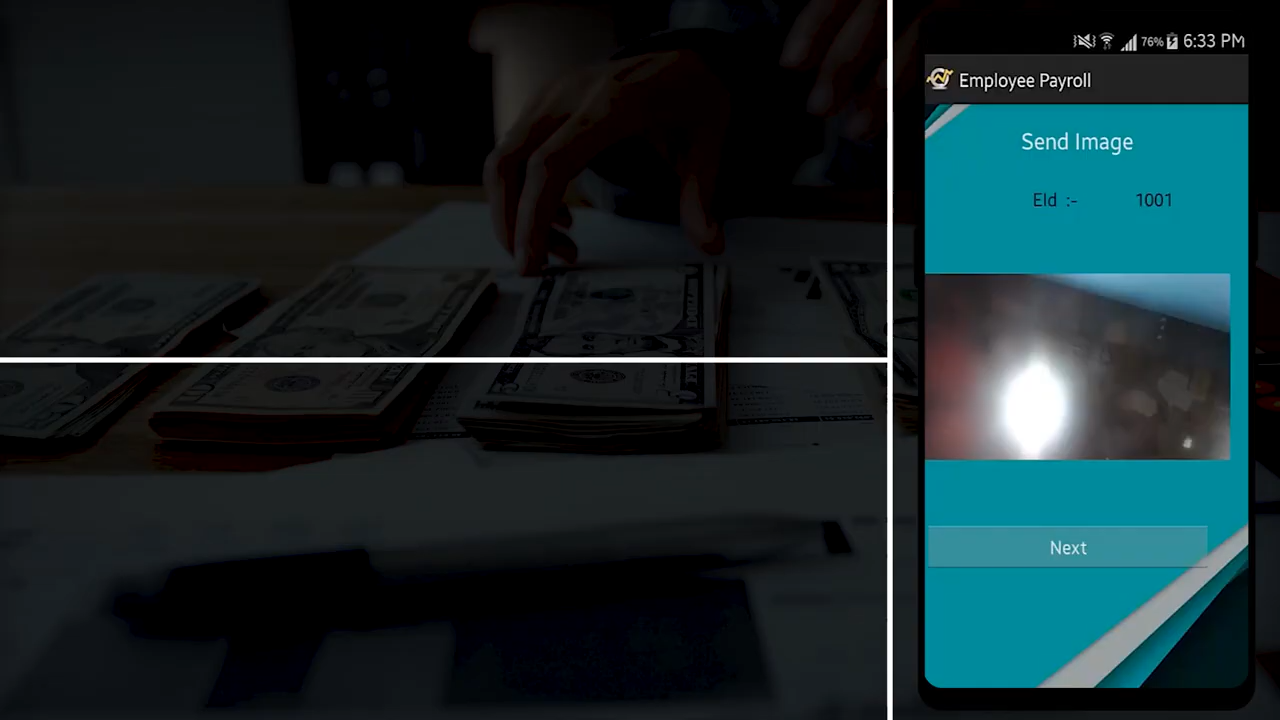 76% 6:33 PM
Employee Payroll
Send Image
EId :- 1001
Next